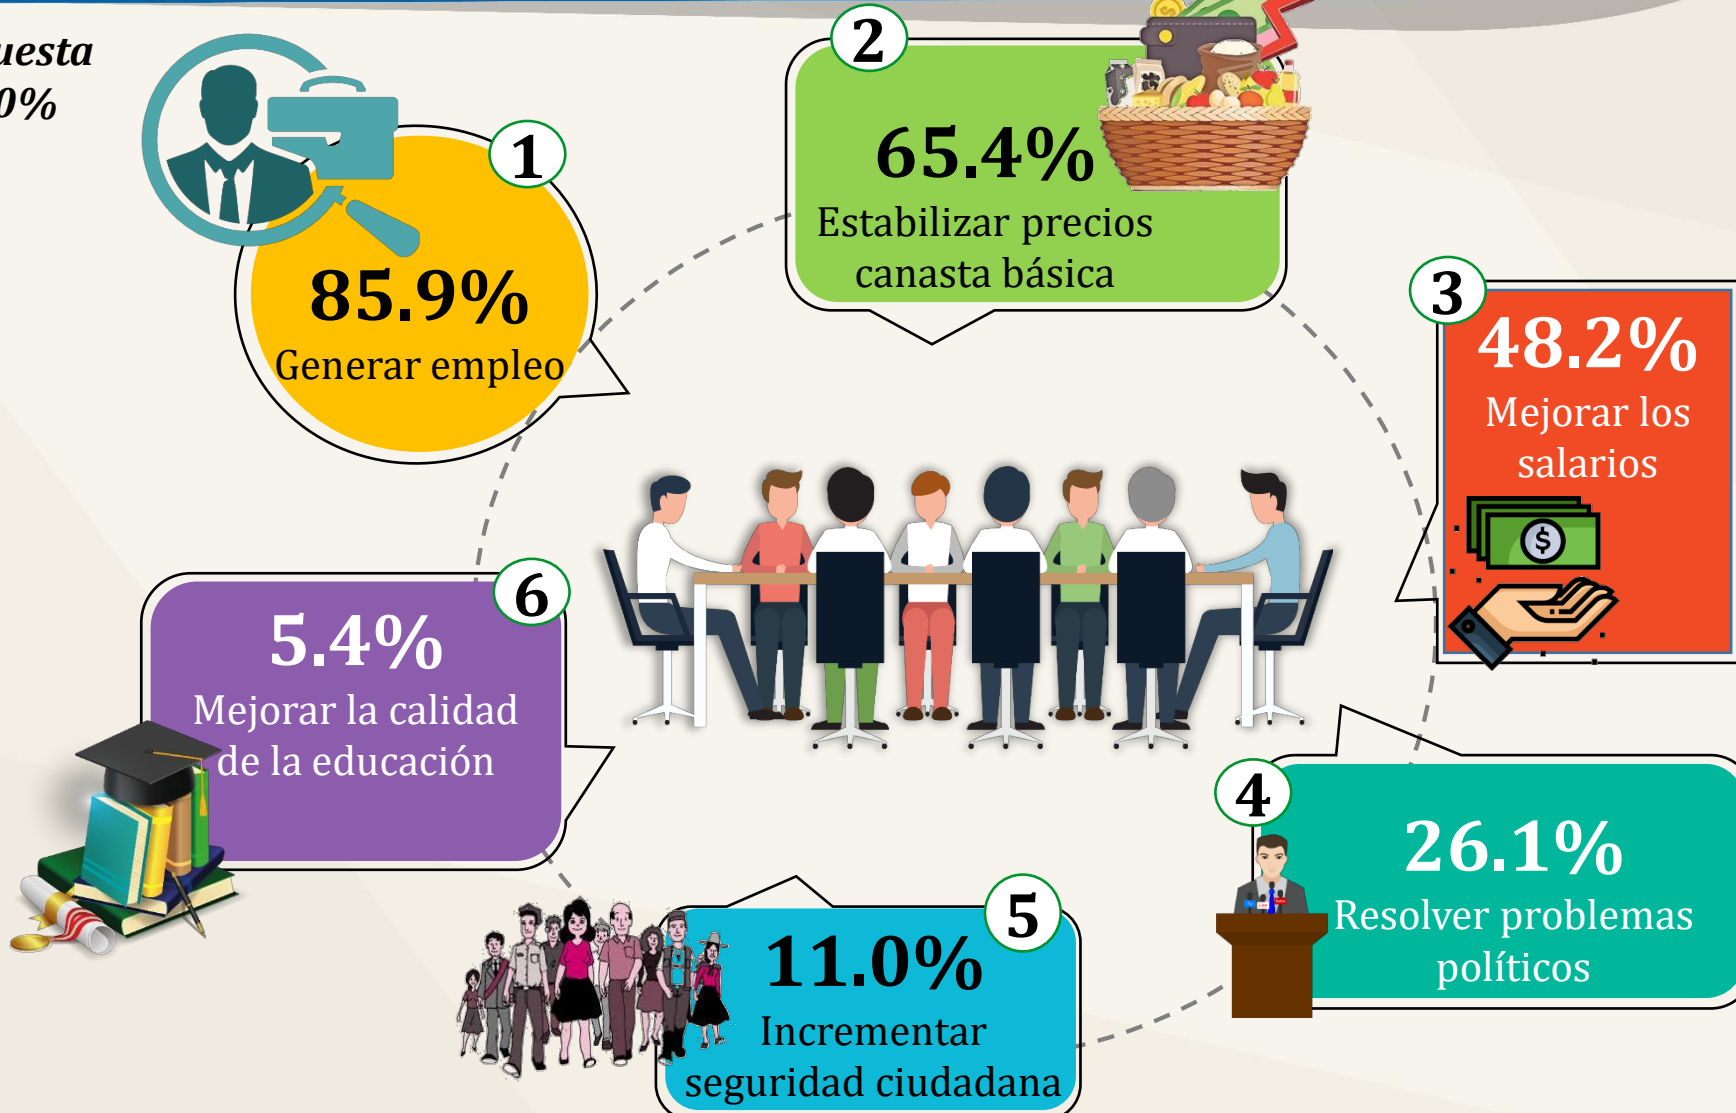 0%
1
85.9%
Generar empleo
2
65.4%
Estabilizar precios
canasta básica
3
48.2%
Mejorar los
salarios
$
4
26.1%
Resolver problemas
políticos
5
11.0%
Incrementar
seguridad ciudadana
6
5.4%
Mejorar la calidad
de la educación